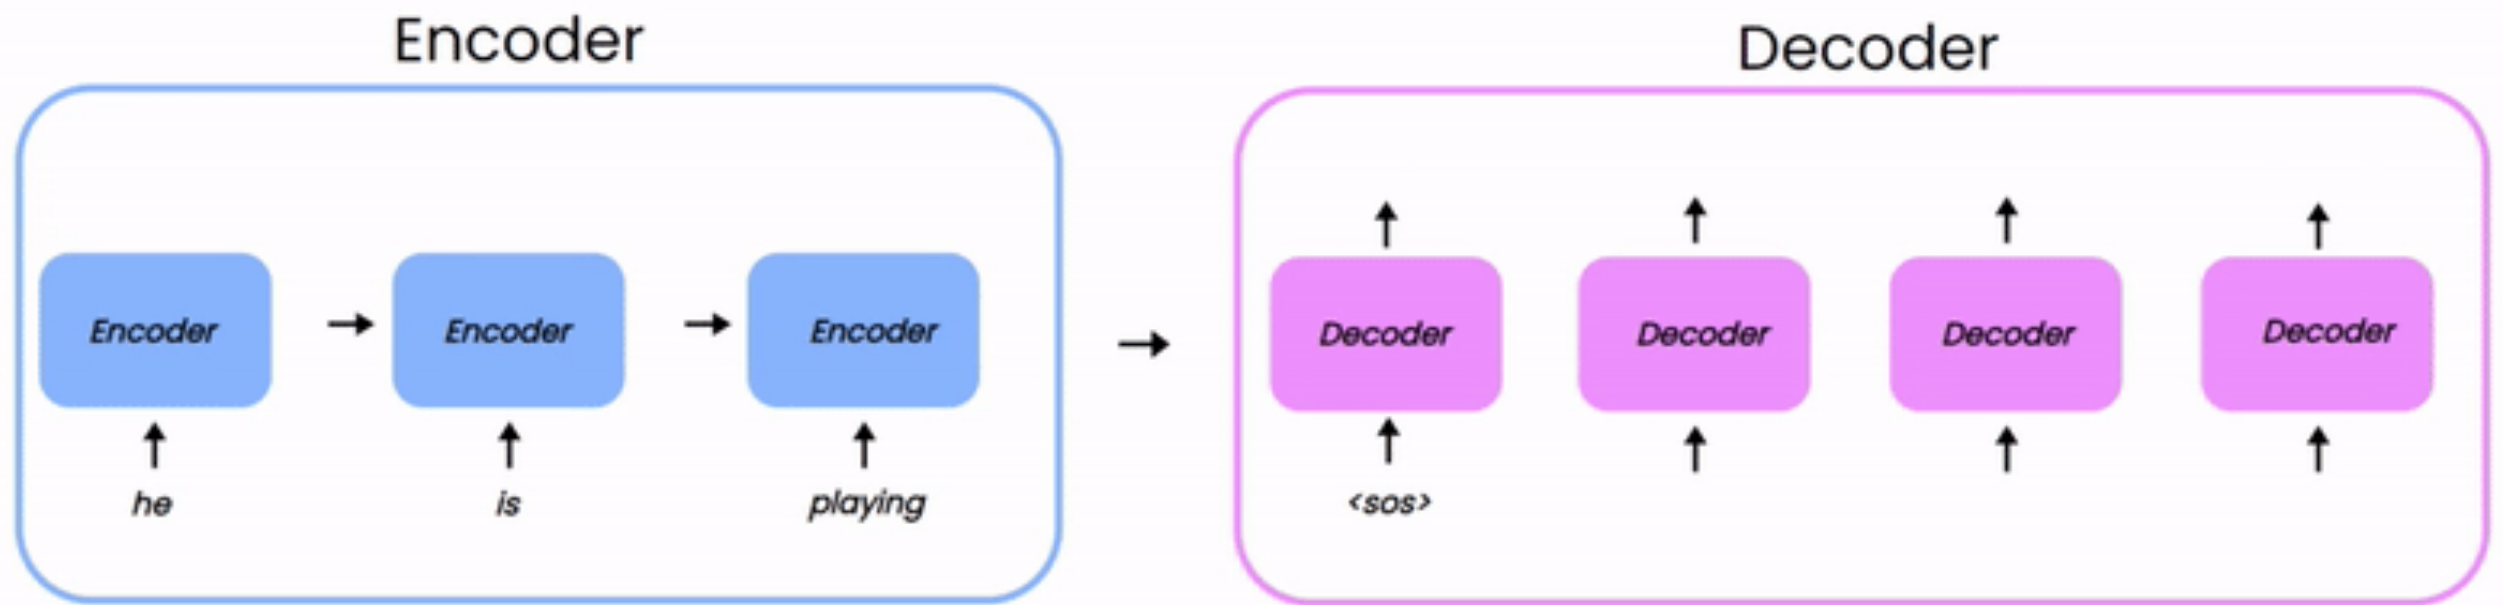 Encoder
Decoder
Encoder Encoder Encoder
he is playing
Decoder Decoder Decoder Decoder
<sos>